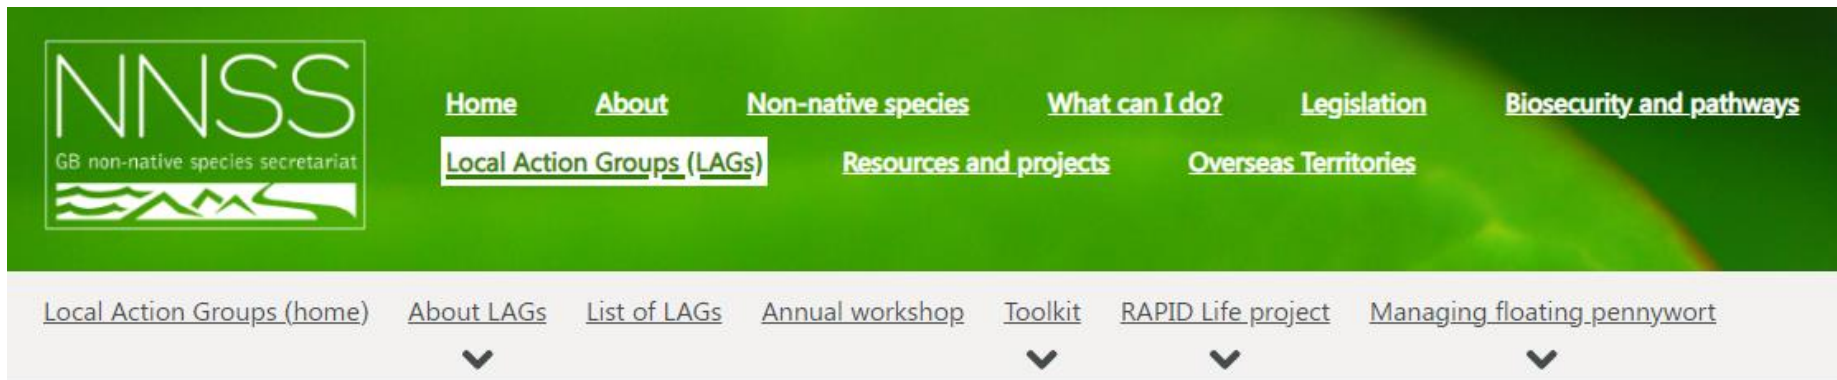 NNSS
GB non-native species secretariat
Home About Non-native species What can I do? Legislation Biosecurity and pathways
Local Action Groups (LAGs) Resources and projects Overseas Territories
Local Action Groups (home) About LAGs List of LAGs Annual workshop Toolkit RAPID Life project Managing floating pennywort